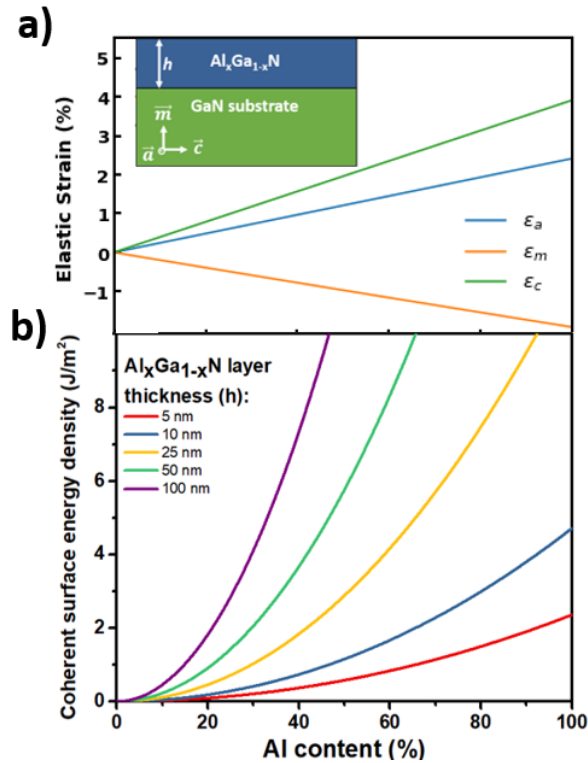 a)
Elastic Strain (%)
5
4
3
2
1
0
−1
h
AlₓGa₁₋ₓN
GaN substrate
m
a
c
εₐ
εₘ
ε_c
b)
Coherent surface energy density (J/m²)
8
6
4
2
0
AlₓGa₁₋ₓN layer
thickness (h):
5 nm
10 nm
25 nm
50 nm
100 nm
0 20 40 60 80 100
Al content (%)